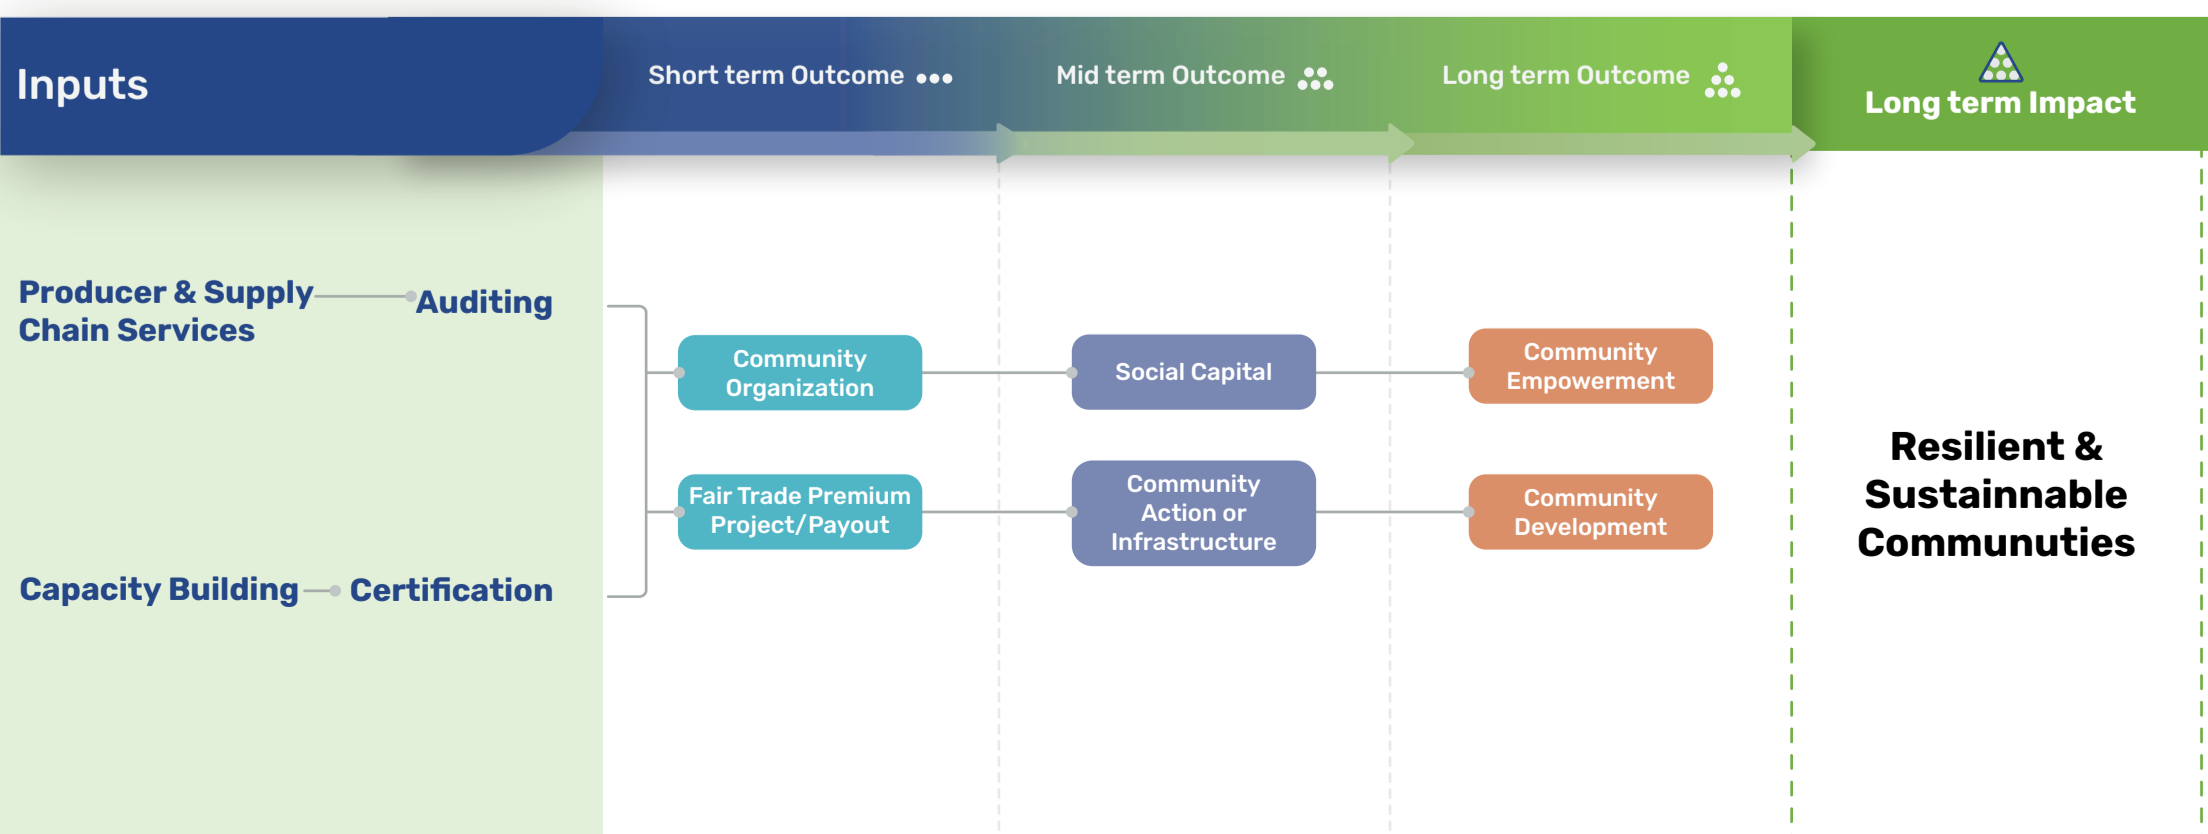 Inputs
Short term Outcome
Mid term Outcome
Long term Outcome
Long term Impact
Producer & Supply
Chain Services
Auditing
Capacity Building
Certification
Community
Organization
Fair Trade Premium
Project/Payout
Social Capital
Community
Action or
Infrastructure
Community
Empowerment
Community
Development
Resilient &
Sustainnable
Communuties